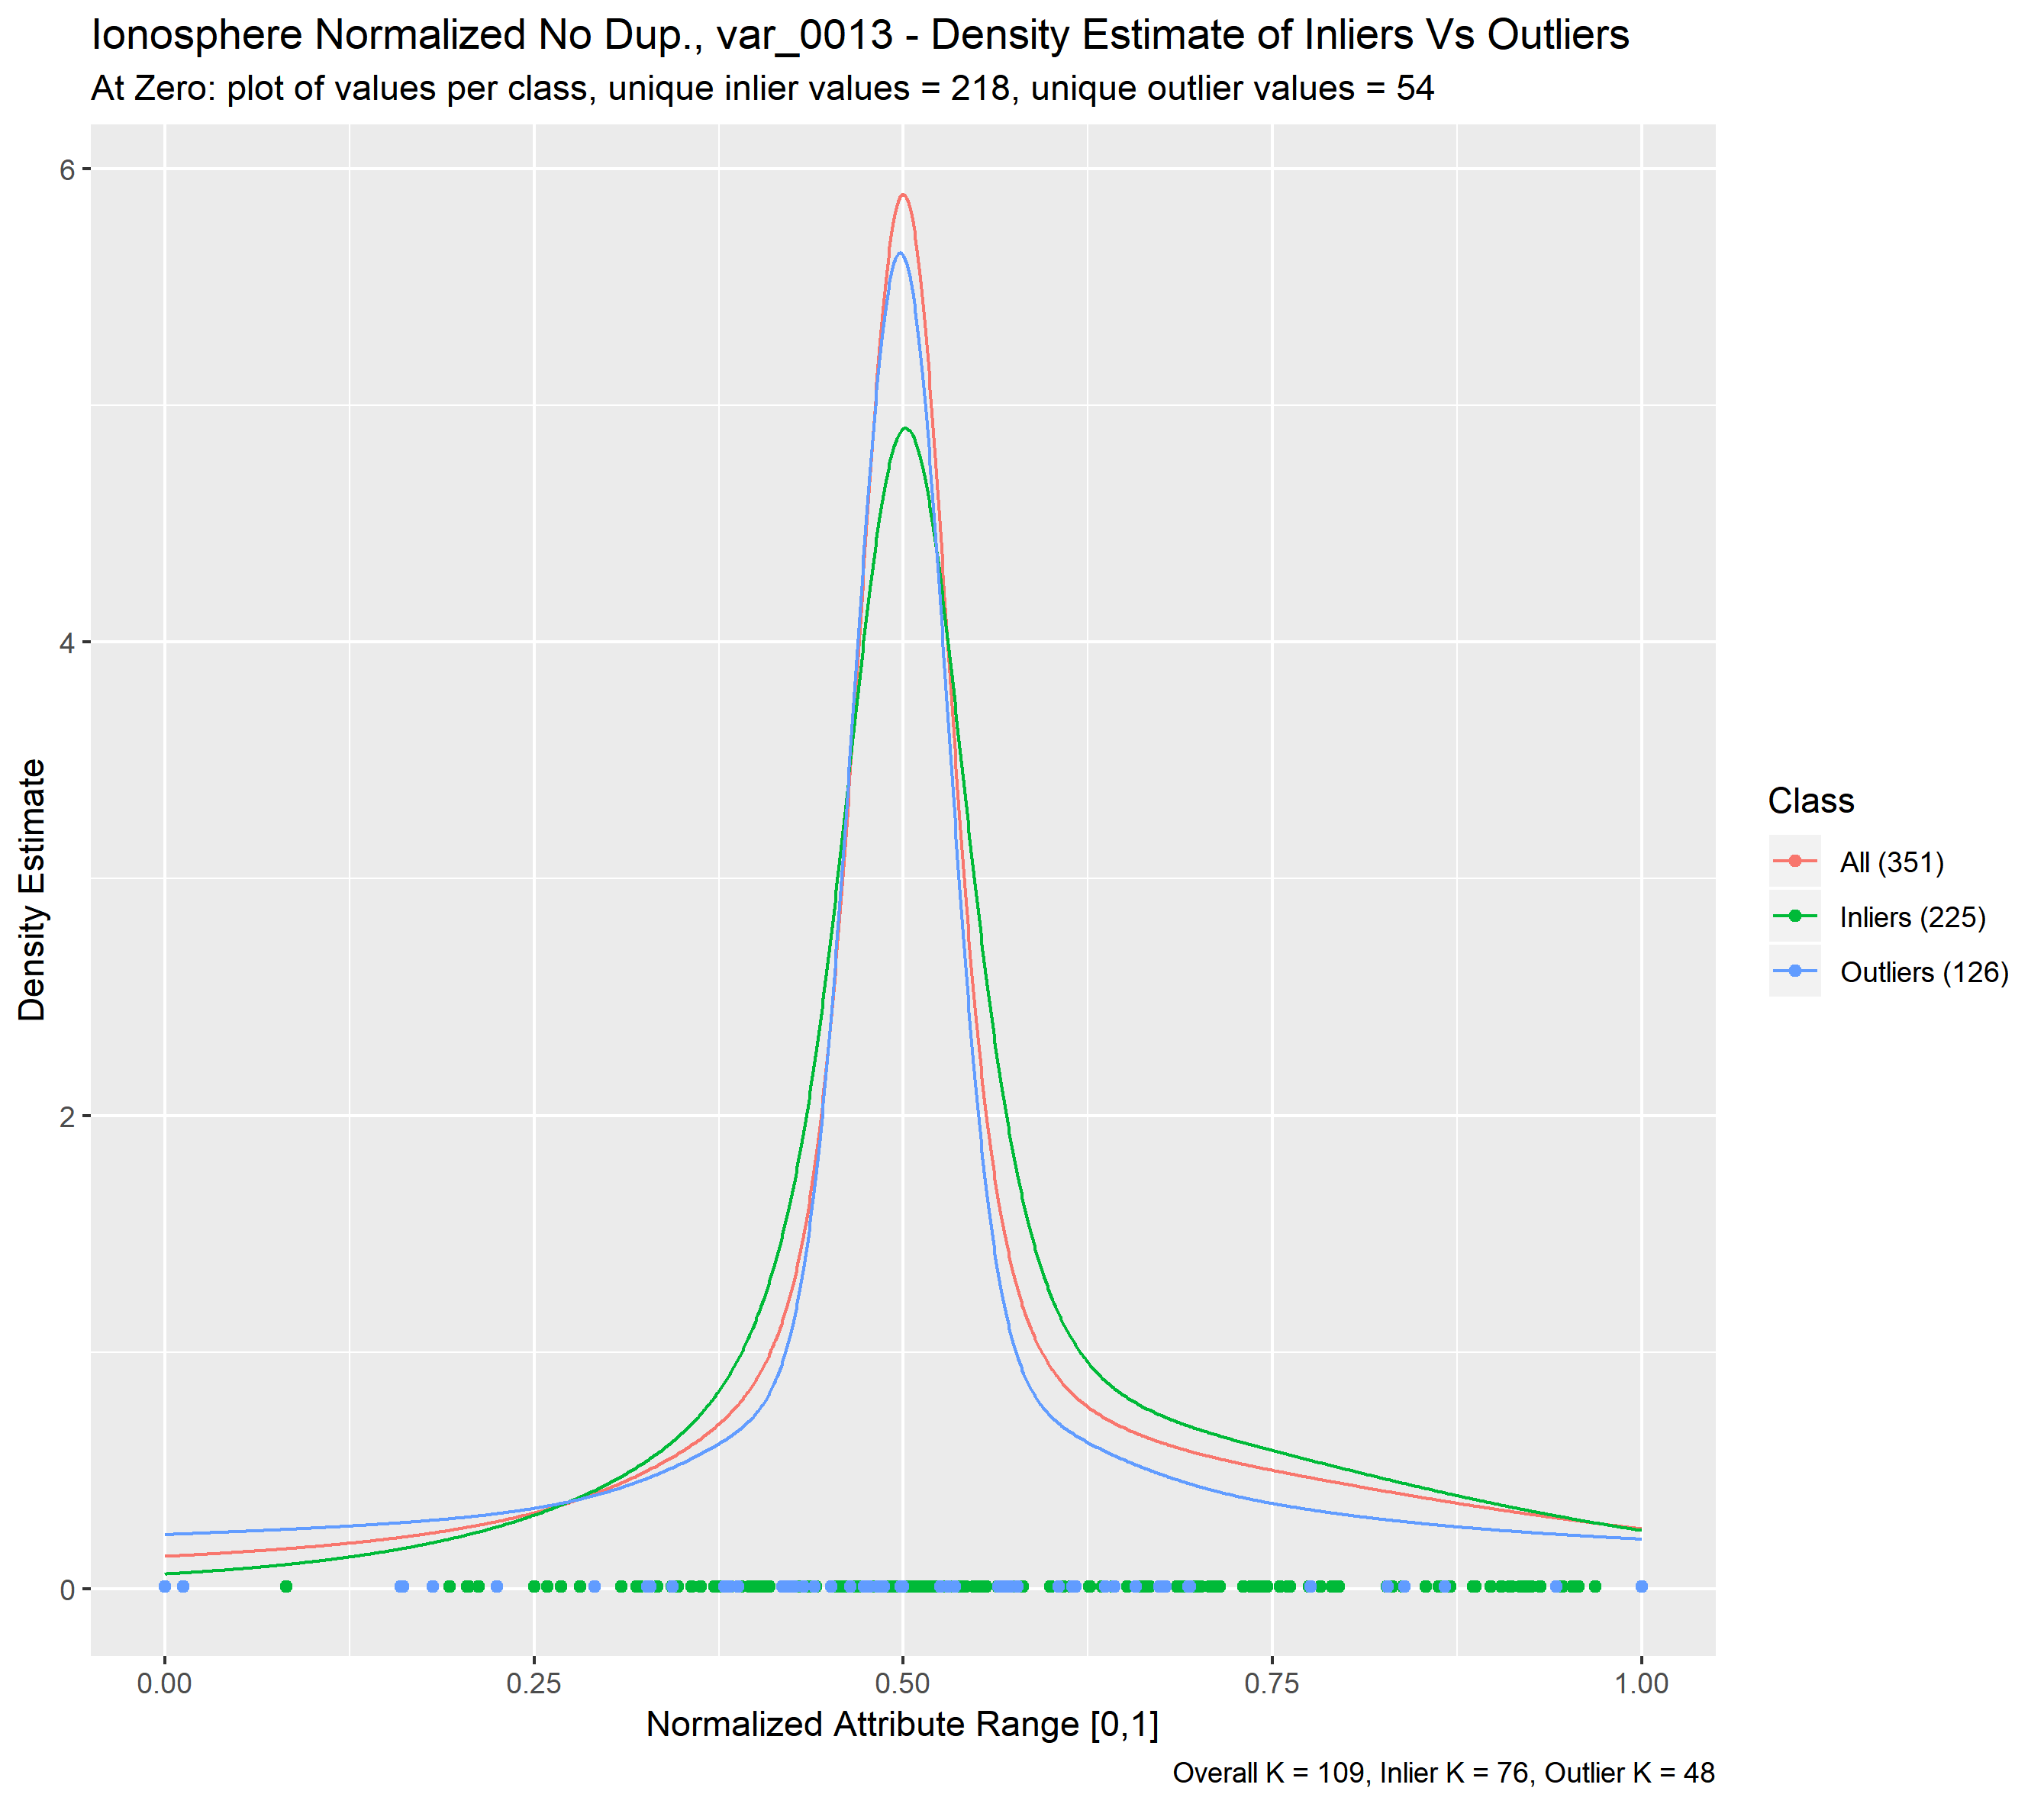 Ionosphere Normalized No Dup., var_0013 - Density Estimate of Inliers Vs Outliers
At Zero: plot of values per class, unique inlier values = 218, unique outlier values = 54
6
4
2
0
Density Estimate
0.00 0.25 0.50 0.75 1.00
Normalized Attribute Range [0,1]
Class
All (351)
Inliers (225)
Outliers (126)
Overall K = 109, Inlier K = 76, Outlier K = 48